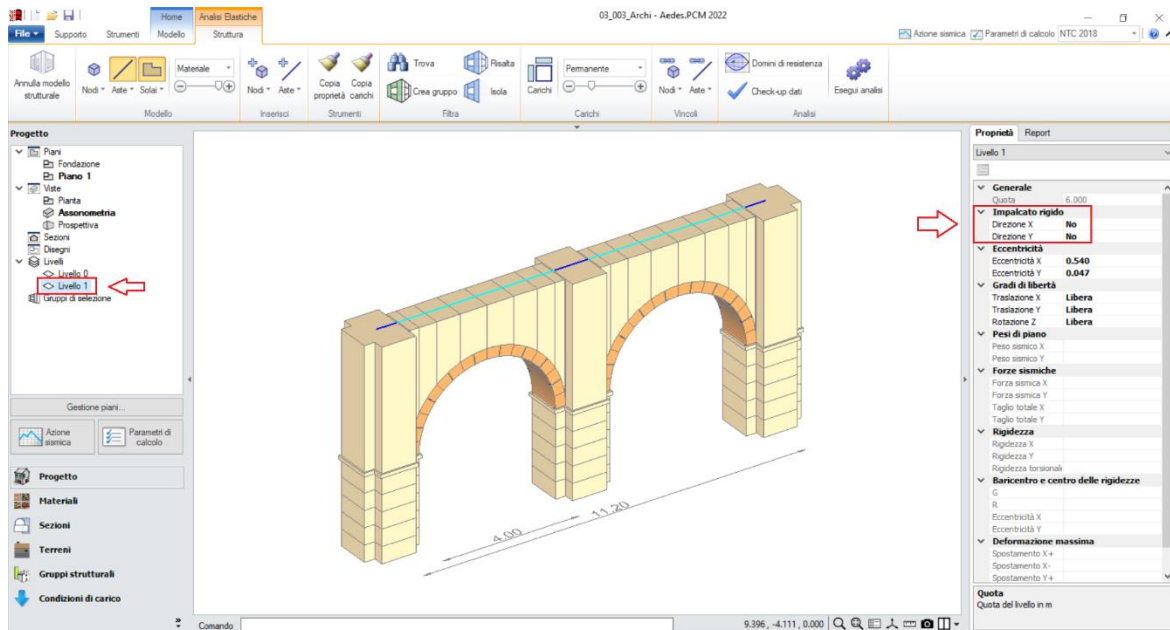 Home
Analisi Elastiche
03_003_Archi - Aedes.PCM 2022
File
Supporto
Strumenti
Modello
Struttura
Azione sismica
Parametri di calcolo
NTC 2018
Annulla modello
strutturale
Nodi
Aste
Solai
Materiale
Modello
Nodi
Aste
Inserisci
Copia
proprietà
Copia
carichi
Strumenti
Trova
Crea gruppo
Risalta
Isola
Filtra
Carichi
Permanente
Carichi
Nodi
Aste
Vincoli
Domini di resistenza
Check-up dati
Esegui analisi
Analisi
Progetto
Piani
Fondazione
Piano 1
Viste
Pianta
Assonometria
Prospettiva
Sezioni
Disegni
Livelli
Livello 0
Livello 1
Gruppi di selezione
Gestione piani...
Azione
sismica
Parametri di
calcolo
Progetto
Materiali
Sezioni
Terreni
Gruppi strutturali
Condizioni di carico
4.00
11.20
Comando
9.396 , -4.111 , 0.000
Proprietà
Report
Livello 1
Generale
Quota 6.000
Impalcato rigido
Direzione X No
Direzione Y No
Eccentricità
Eccentricità X 0.540
Eccentricità Y 0.047
Gradi di libertà
Traslazione X Libera
Traslazione Y Libera
Rotazione Z Libera
Pesi di piano
Peso sismico X
Peso sismico Y
Forze sismiche
Forza sismica X
Forza sismica Y
Taglio totale X
Taglio totale Y
Rigidezza
Rigidezza X
Rigidezza Y
Rigidezza torsional
Baricentro e centro delle rigidezze
G
R
Eccentricità X
Eccentricità Y
Deformazione massima
Spostamento X+
Spostamento X-
Spostamento Y+
Quota
Quota del livello in m